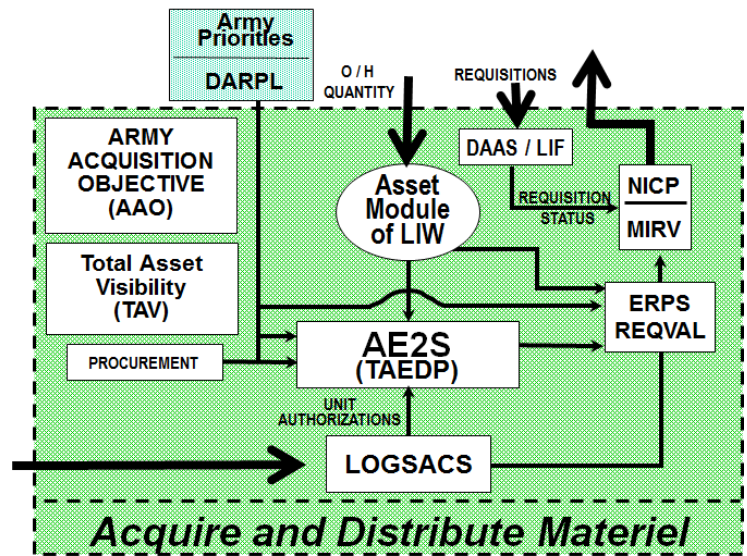 Army
Priorities
DARPL
O / H
QUANTITY
REQUISITIONS
ARMY
ACQUISITION
OBJECTIVE
(AAO)
DAAS / LIF
Asset
Module
of LIW
REQUISITION
STATUS
NICP
MIRV
Total Asset
Visibility
(TAV)
ERPS
REQVAL
PROCUREMENT
AE2S
(TAEDP)
UNIT
AUTHORIZATIONS
LOGSACS
Acquire and Distribute Materiel